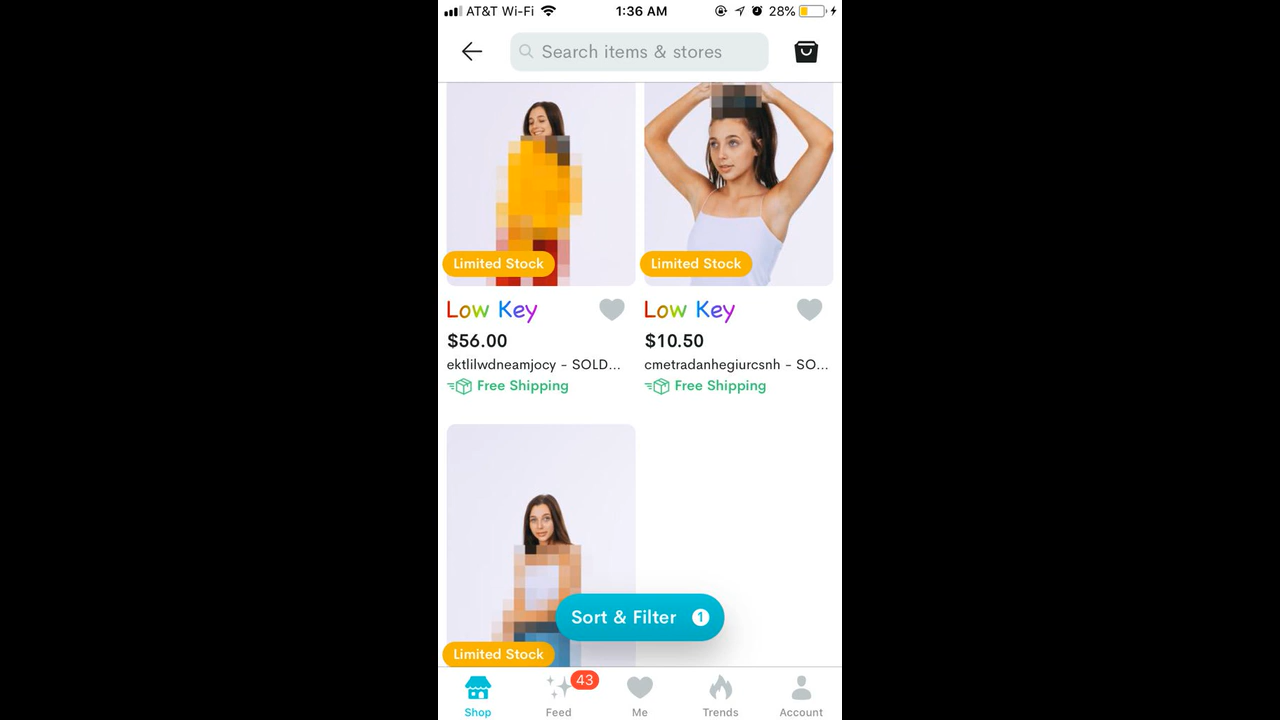 AT&T Wi-Fi 1:36 AM 28%
Search items & stores
Limited Stock Limited Stock
Low Key Low Key
$56.00 $10.50
ektlilwdneamjocy - SOLD... cmetradanhegiurcsnh - SO...
Free Shipping Free Shipping
Sort & Filter 1
Limited Stock
43
Shop Feed Me Trends Account